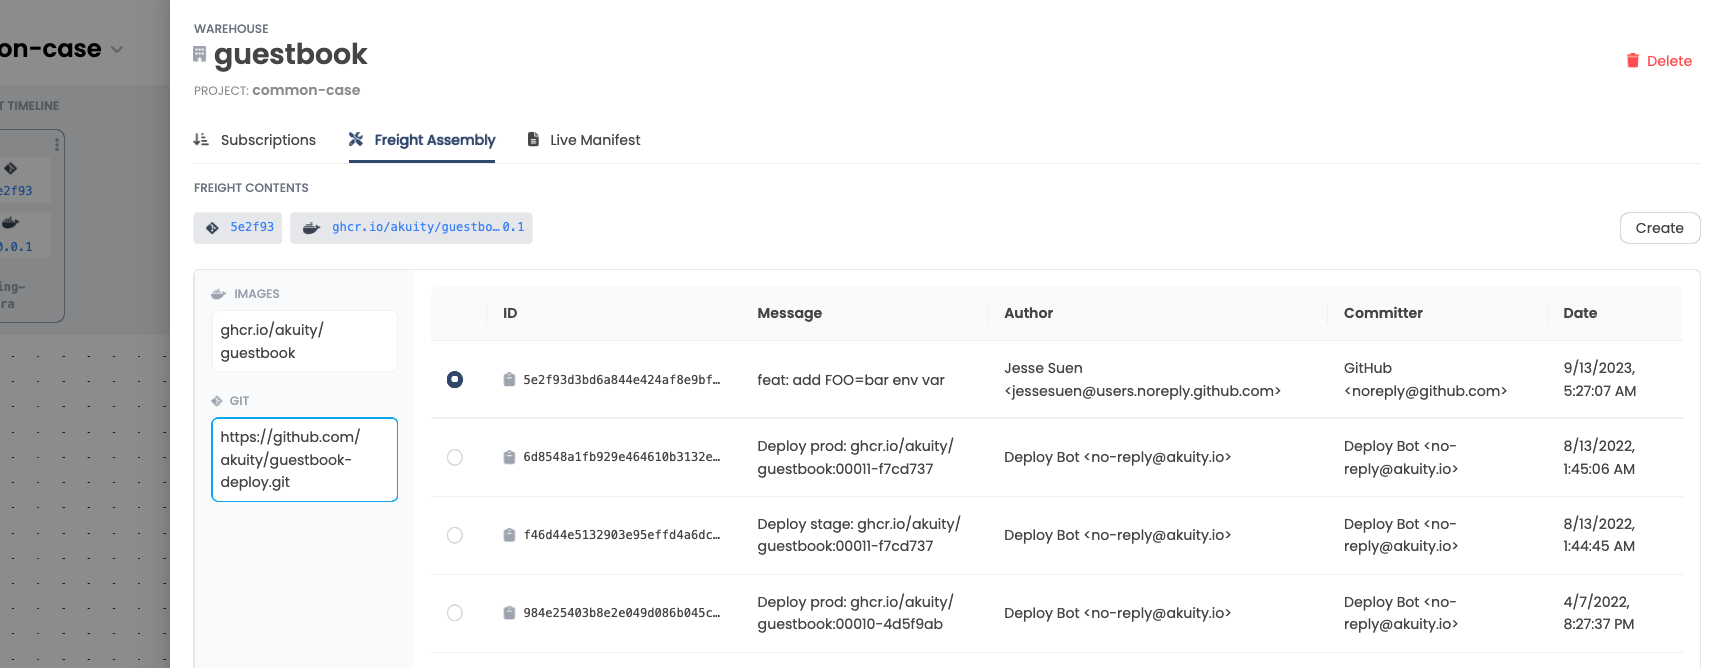 on-case
T TIMELINE
e2f93
0.0.1
ing-
ra
WAREHOUSE
guestbook
PROJECT: common-case
Delete
Subscriptions
Freight Assembly
Live Manifest
FREIGHT CONTENTS
5e2f93
ghcr.io/akuity/guestbo…0.1
Create
IMAGES
ghcr.io/akuity/
guestbook
GIT
https://github.com/
akuity/guestbook-
deploy.git
ID Message Author Committer Date
5e2f93d3bd6a844e424af8e9bf…
feat: add FOO=bar env var
Jesse Suen
<jessesuen@users.noreply.github.com>
GitHub
<noreply@github.com>
9/13/2023,
5:27:07 AM
6d8548a1fb929e464610b3132e…
Deploy prod: ghcr.io/akuity/
guestbook:00011-f7cd737
Deploy Bot <no-reply@akuity.io>
Deploy Bot <no-
reply@akuity.io>
8/13/2022,
1:45:06 AM
f46d44e5132903e95effd4a6dc…
Deploy stage: ghcr.io/akuity/
guestbook:00011-f7cd737
Deploy Bot <no-reply@akuity.io>
Deploy Bot <no-
reply@akuity.io>
8/13/2022,
1:44:45 AM
984e25403b8e2e049d086b045c…
Deploy prod: ghcr.io/akuity/
guestbook:00010-4d5f9ab
Deploy Bot <no-reply@akuity.io>
Deploy Bot <no-
reply@akuity.io>
4/7/2022,
8:27:37 PM